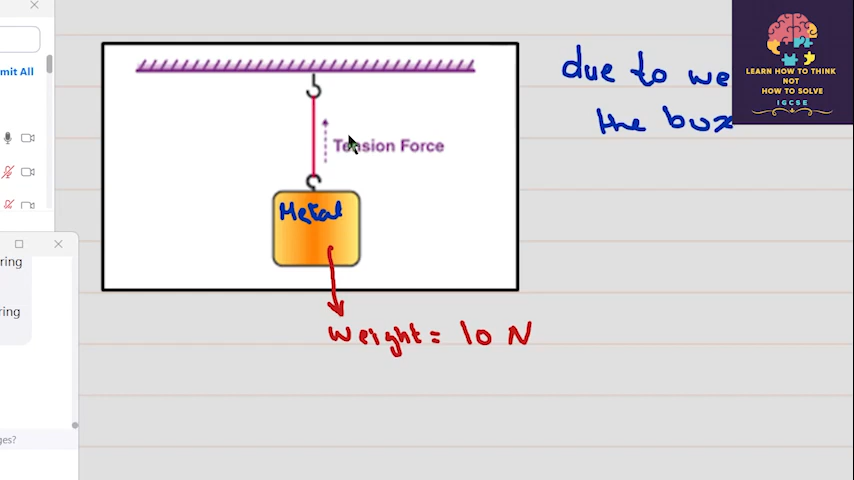 mit All
ring
ring
ges?
Tension Force
Metal
Weight = 10 N
due to we
the box
LEARN HOW TO THINK
NOT
HOW TO SOLVE
IGCSE